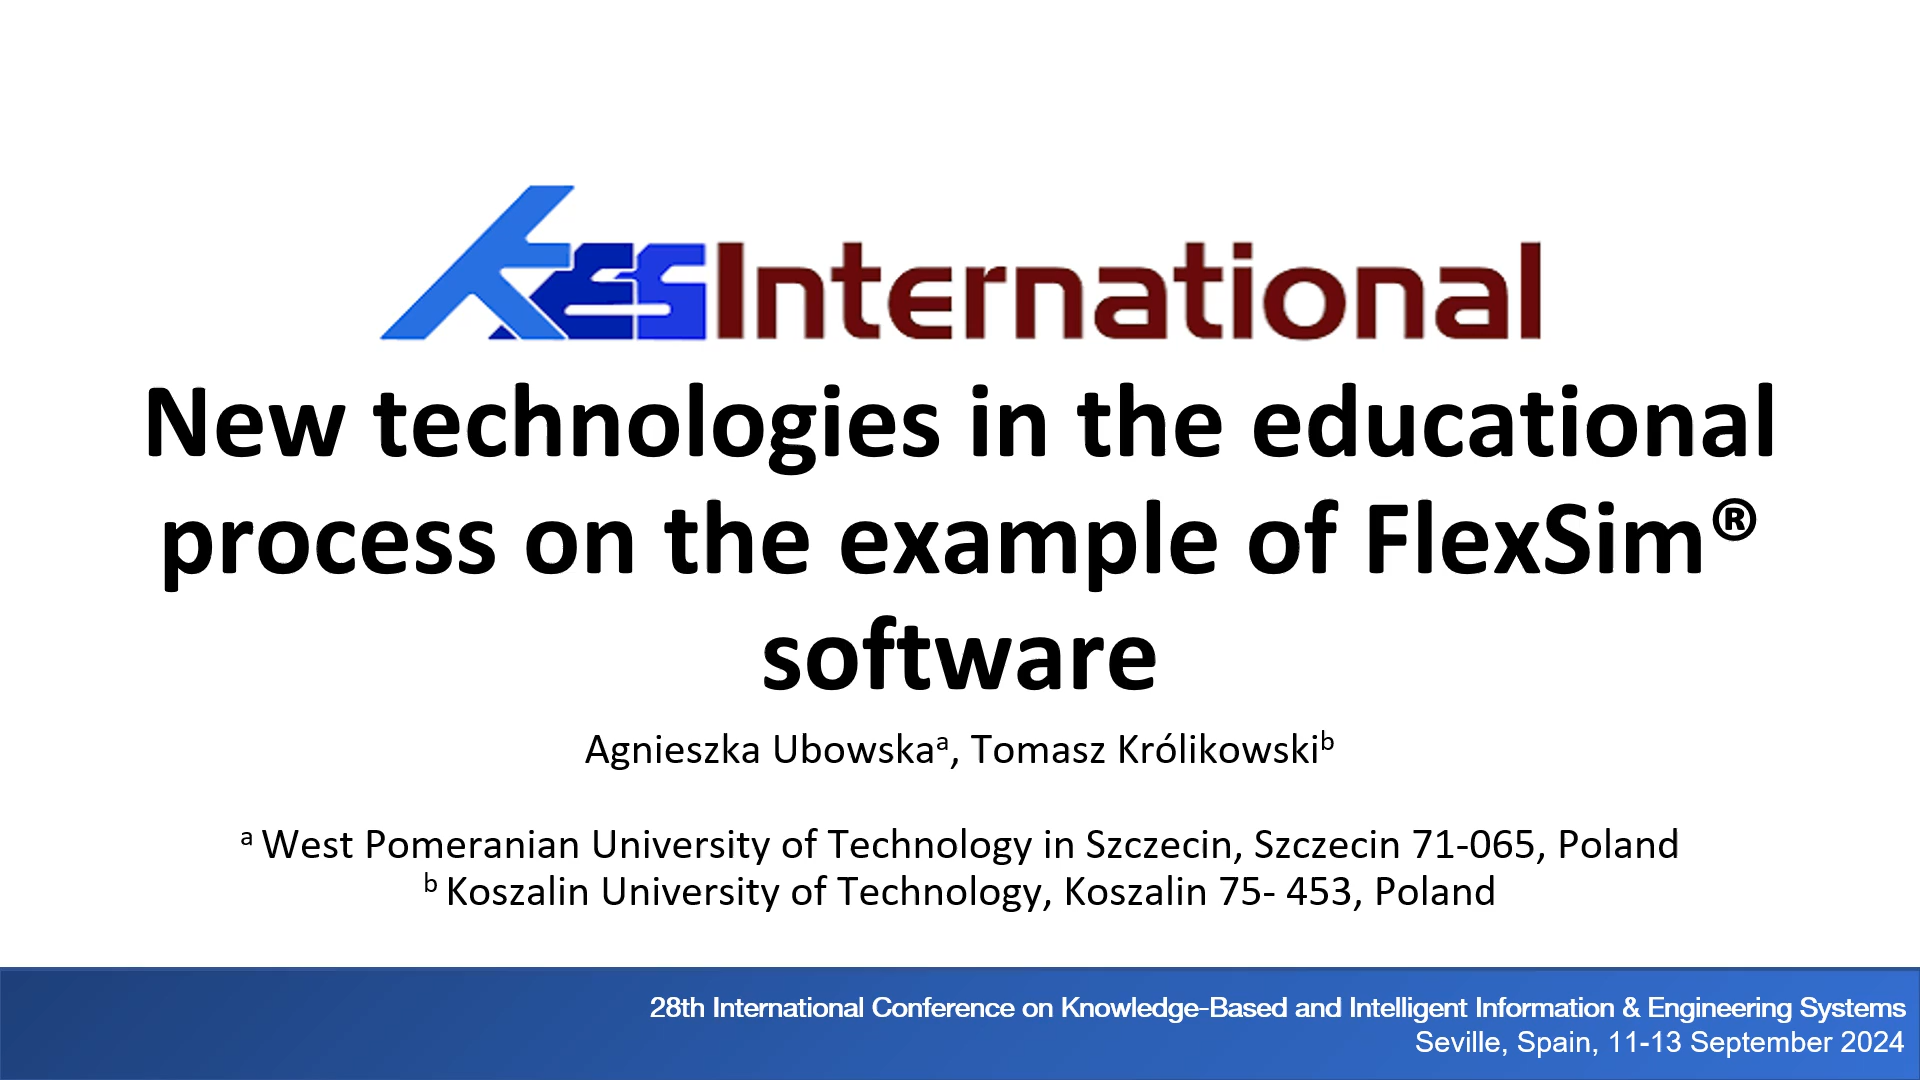 KESInternational
New technologies in the educational
process on the example of FlexSim®
software
Agnieszka Ubowskaᵃ, Tomasz Królikowskiᵇ
ᵃ West Pomeranian University of Technology in Szczecin, Szczecin 71-065, Poland
ᵇ Koszalin University of Technology, Koszalin 75- 453, Poland
28th International Conference on Knowledge-Based and Intelligent Information & Engineering Systems
Seville, Spain, 11-13 September 2024